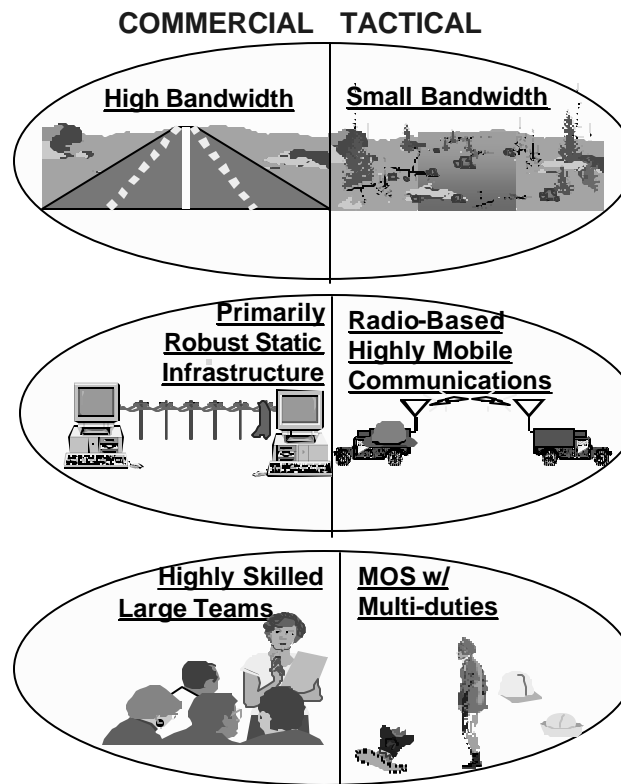 COMMERCIAL TACTICAL
High Bandwidth
Small Bandwidth
Primarily
Robust Static
Infrastructure
Radio-Based
Highly Mobile
Communications
Highly Skilled
Large Teams
MOS w/
Multi-duties